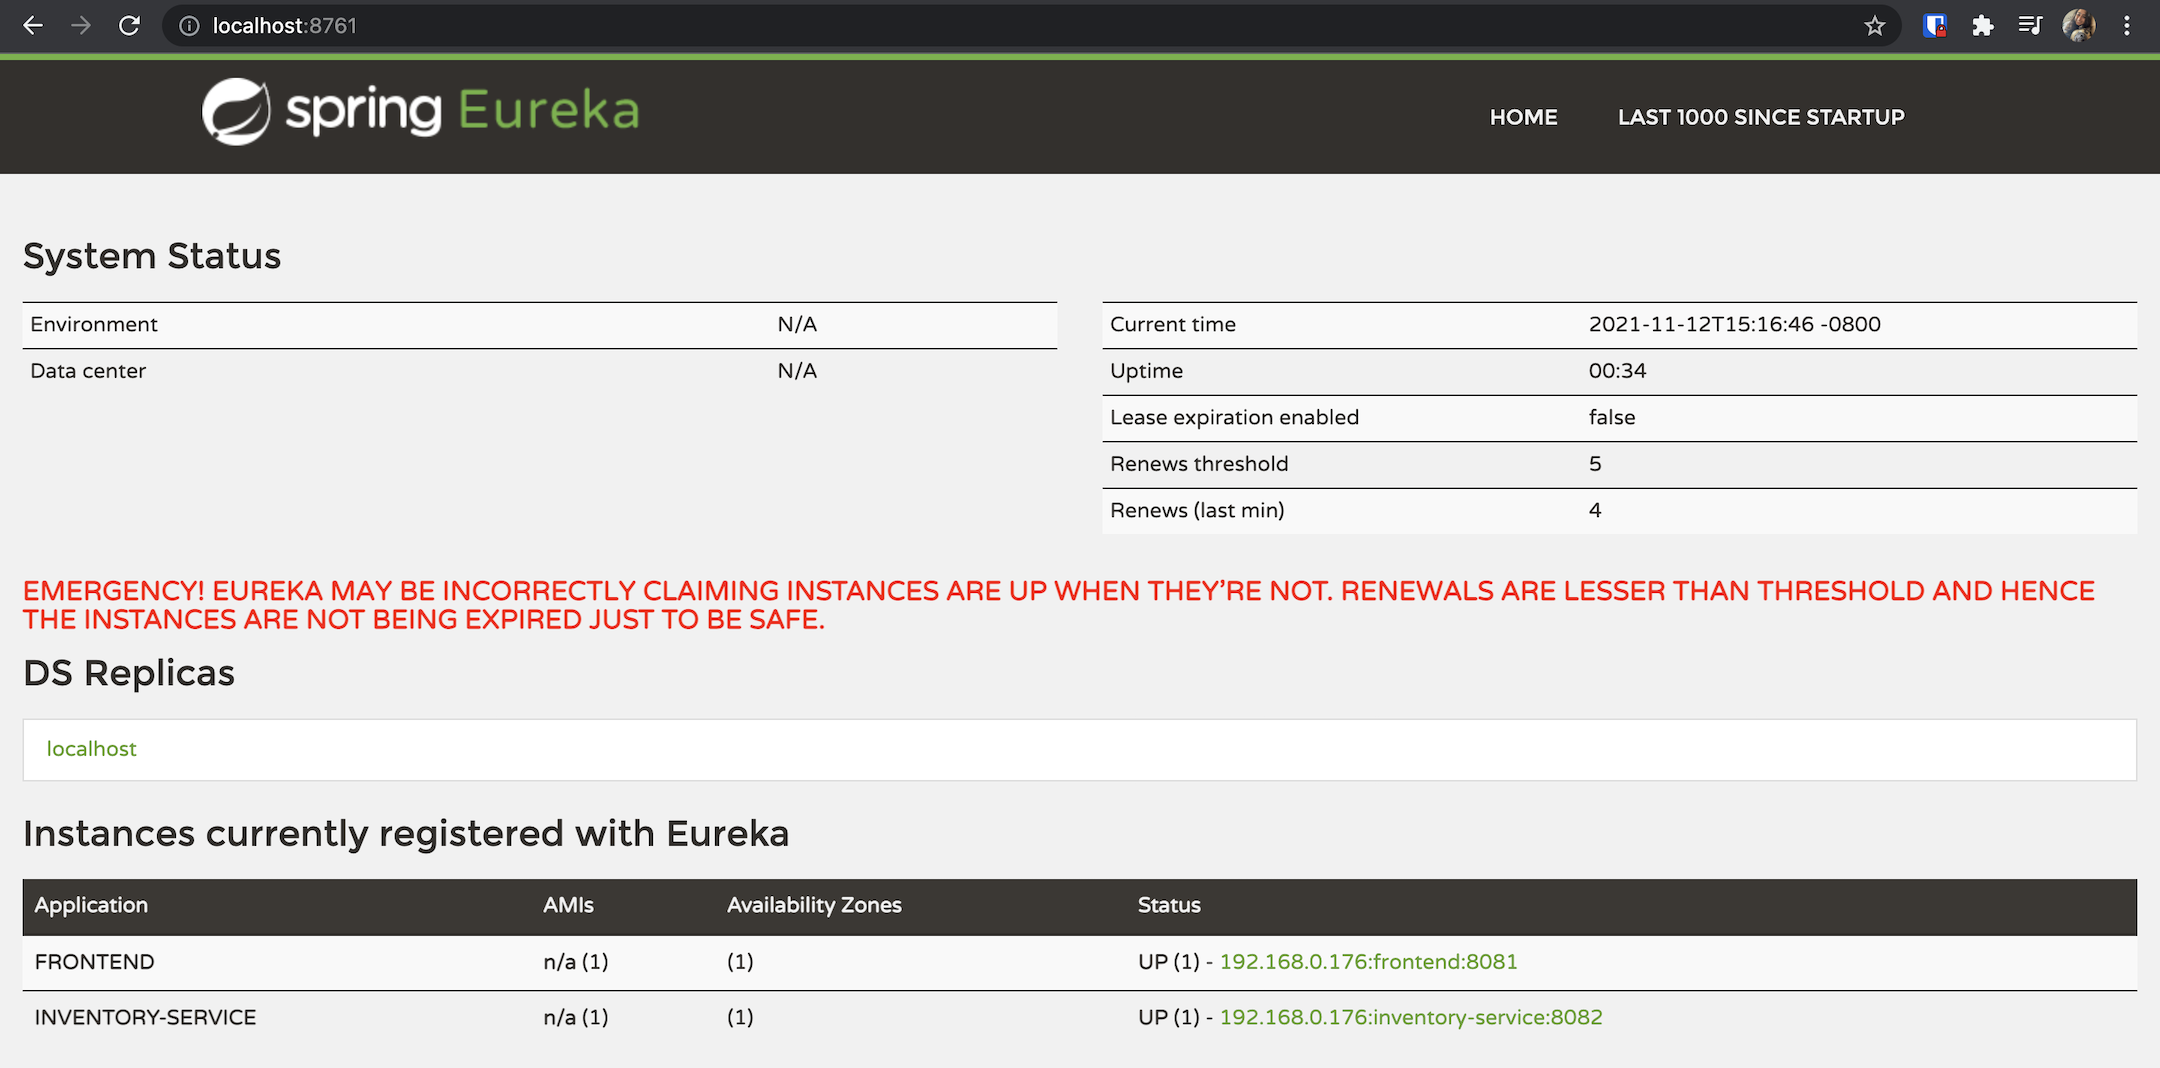 localhost:8761
spring Eureka
HOME LAST 1000 SINCE STARTUP
System Status
Environment N/A
Data center N/A
Current time 2021-11-12T15:16:46 -0800
Uptime 00:34
Lease expiration enabled false
Renews threshold 5
Renews (last min) 4
EMERGENCY! EUREKA MAY BE INCORRECTLY CLAIMING INSTANCES ARE UP WHEN THEY'RE NOT. RENEWALS ARE LESSER THAN THRESHOLD AND HENCE
THE INSTANCES ARE NOT BEING EXPIRED JUST TO BE SAFE.
DS Replicas
localhost
Instances currently registered with Eureka
Application AMIs Availability Zones Status
FRONTEND n/a (1) (1) UP (1) - 192.168.0.176:frontend:8081
INVENTORY-SERVICE n/a (1) (1) UP (1) - 192.168.0.176:inventory-service:8082